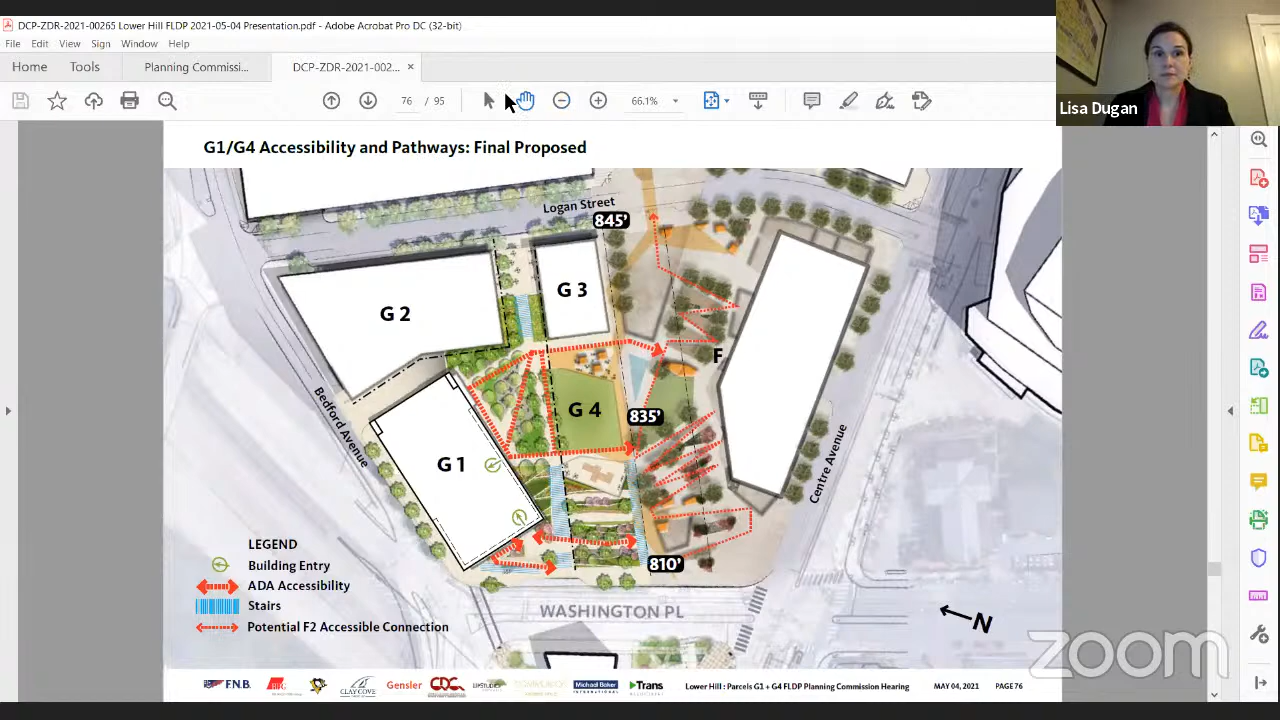 DCP-ZDR-2021-00265 Lower Hill FLDP 2021-05-04 Presentation.pdf - Adobe Acrobat Pro DC (32-bit)
File Edit View Sign Window Help
Home Tools Planning Commissi... DCP-ZDR-2021-002... ×
76 / 95 66.1%
Lisa Dugan
G1/G4 Accessibility and Pathways: Final Proposed
Logan Street
845'
G 3
G 2
F
G 4
835'
Bedford Avenue
G 1
Centre Avenue
LEGEND
Building Entry
810'
ADA Accessibility
Stairs
WASHINGTON PL
N
Potential F2 Accessible Connection
zoom
F.N.B.
CLAY COVE
Gensler
CDC
Michael Baker
INTERNATIONAL
Trans
ASSOCIATES
Lower Hill : Parcels G1 + G4 FLDP Planning Commission Hearing MAY 04, 2021 PAGE 76